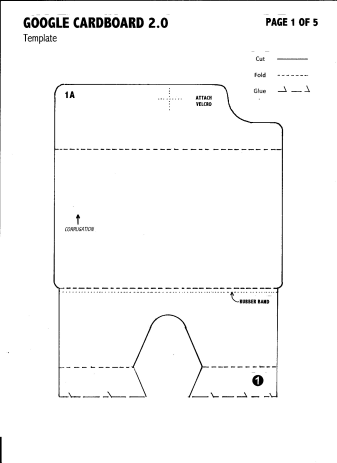 GOOGLE CARDBOARD 2.0
PAGE 1 OF 5
Template
Cut
Fold
Glue
1A
ATTACH
VELCRO
CORRUGATION
RUBBER BAND
1